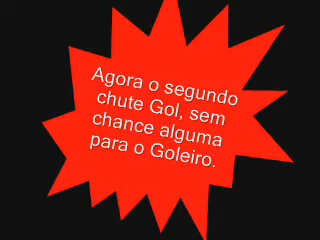 Agora o segundo
chute Gol, sem
chance alguma
para o Goleiro.